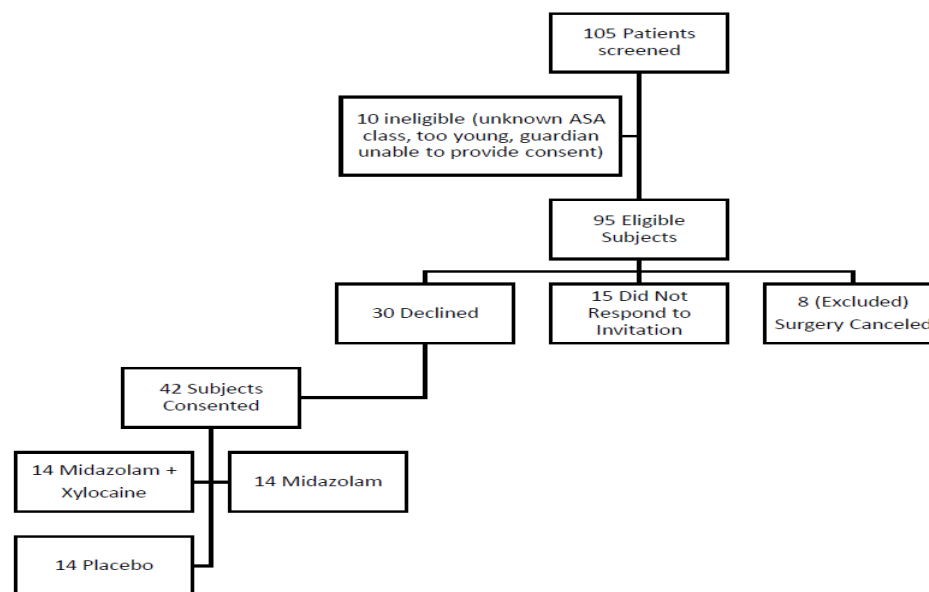 105 Patients
screened
10 ineligible (unknown ASA
class, too young, guardian
unable to provide consent)
95 Eligible
Subjects
30 Declined
15 Did Not
Respond to
Invitation
8 (Excluded)
Surgery Canceled
42 Subjects
Consented
14 Midazolam +
Xylocaine
14 Midazolam
14 Placebo